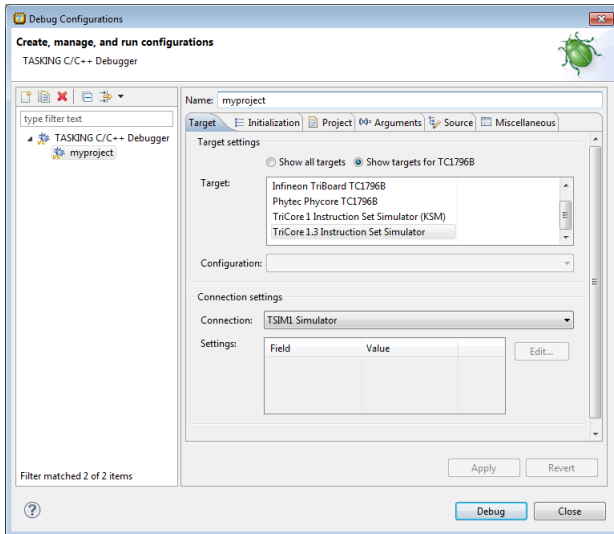 Debug Configurations
Create, manage, and run configurations
TASKING C/C++ Debugger
type filter text
TASKING C/C++ Debugger
myproject
Filter matched 2 of 2 items
Name: myproject
Target Initialization Project (x)= Arguments Source Miscellaneous
Target settings
Show all targets Show targets for TC1796B
Target:
Infineon TriBoard TC1796B
Phytec Phycore TC1796B
TriCore 1 Instruction Set Simulator (KSM)
TriCore 1.3 Instruction Set Simulator
Configuration:
Connection settings
Connection: TSIM1 Simulator
Settings: Field Value Edit...
Apply Revert
? Debug Close